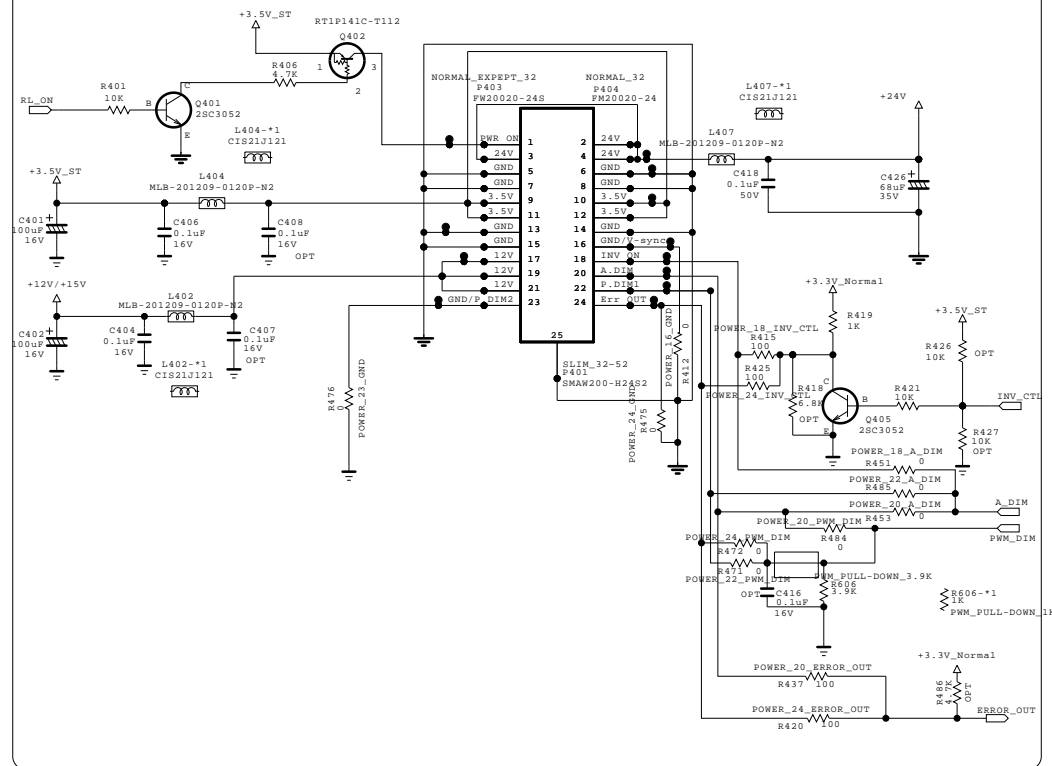 +3.5V_ST
RT1P141C-T112
Q402
1
3
2
R406
4.7K
R401
10K
RL_ON
B
C
E
Q401
2SC3052
L404-*1
CIS21J121
+3.5V_ST
L404
MLB-201209-0120P-N2
C401
100uF
16V
C406
0.1uF
16V
C408
0.1uF
16V
OPT
+12V/+15V
L402
MLB-201209-0120P-N2
C402
100uF
16V
C404
0.1uF
16V
C407
0.1uF
16V
OPT
L402-*1
CIS21J121
NORMAL_EXPEPT_32
P403
FW20020-24S
NORMAL_32
P404
FM20020-24
PWR ON
1
2
24V
24V
3
4
24V
GND
5
6
GND
GND
7
8
GND
3.5V
9
10
3.5V
3.5V
11
12
3.5V
GND
13
14
GND
GND
15
16
GND/V-sync
12V
17
18
INV ON
12V
19
20
A.DIM
12V
21
22
P.DIM1
GND/P.DIM2
23
24
Err OUT
25
SLIM_32-52
P401
SMAW200-H24S2
R476
0
POWER_23_GND
POWER_16_GND
R412
0
POWER_24_GND
R475
0
L407-*1
CIS21J121
L407
MLB-201209-0120P-N2
+24V
C418
0.1uF
50V
C426
68uF
35V
+3.3V_Normal
R419
1K
POWER_18_INV_CTL
R415
100
R425
100
POWER_24_INV_CTL
R418
6.8K
OPT
C
B
E
Q405
2SC3052
R421
10K
+3.5V_ST
R426
10K
OPT
INV_CTL
R427
10K
OPT
POWER_18_A_DIM
R451
0
POWER_22_A_DIM
R485
0
POWER_20_A_DIM
R453
0
A_DIM
POWER_20_PWM_DIM
R484
0
PWM_DIM
POWER_24_PWM_DIM
R472
0
R471
0
POWER_22_PWM_DIM
OPT
C416
0.1uF
16V
PWM_PULL-DOWN_3.9K
R606
3.9K
R606-*1
1K
PWM_PULL-DOWN_1K
POWER_20_ERROR_OUT
R437
100
+3.3V_Normal
R486
4.7K
OPT
POWER_24_ERROR_OUT
R420
100
ERROR_OUT